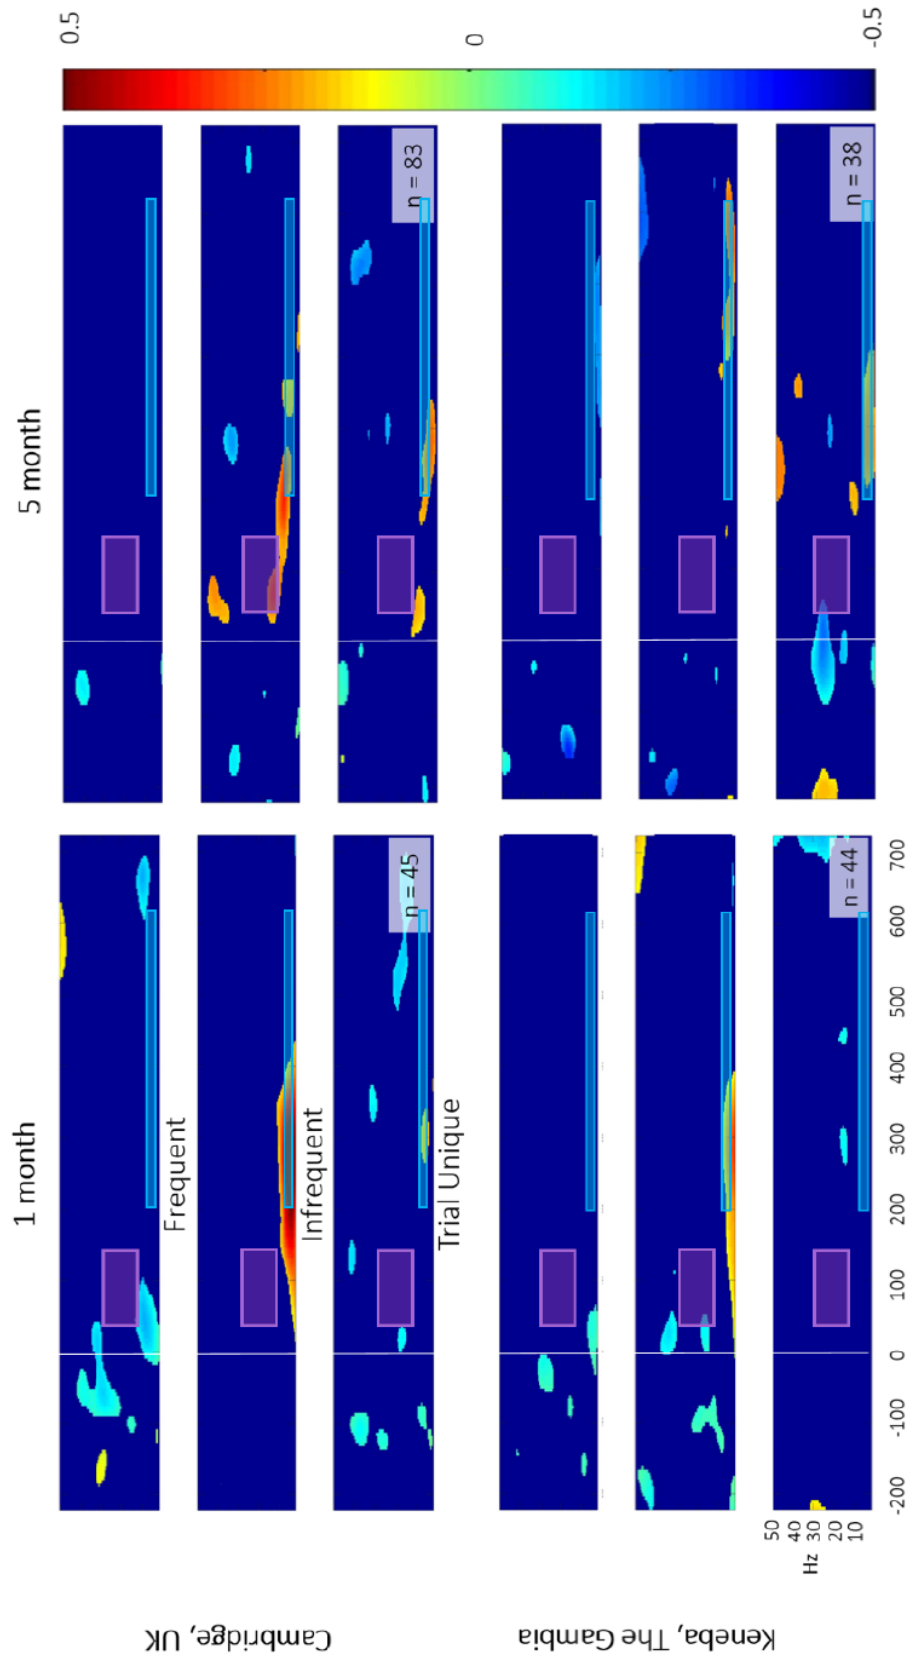 1 month
5 month
Cambridge, UK
Frequent
Infrequent
Trial Unique
n = 45
n = 83
Keneba, The Gambia
n = 44
n = 38
Hz
50
40
30
20
10
-200
-100
0
100
200
300
400
500
600
700
0.5
0
-0.5